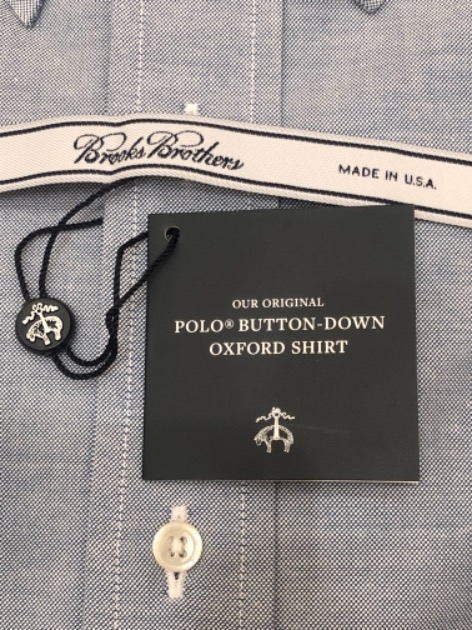 Brooks Brothers
MADE IN U.S.A.
OUR ORIGINAL
POLO® BUTTON-DOWN
OXFORD SHIRT